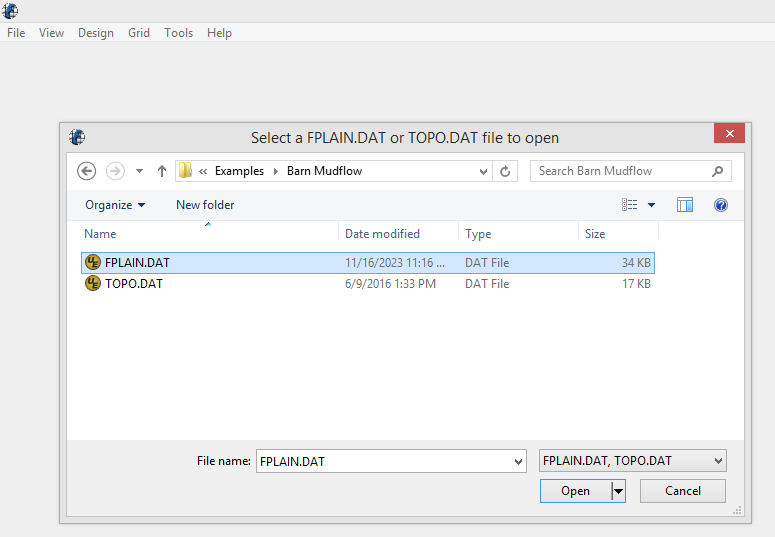 File View Design Grid Tools Help
Select a FPLAIN.DAT or TOPO.DAT file to open
Examples Barn Mudflow Search Barn Mudflow
Organize New folder
Name Date modified Type Size
FPLAIN.DAT 11/16/2023 11:16 ... DAT File 34 KB
TOPO.DAT 6/9/2016 1:33 PM DAT File 17 KB
File name: FPLAIN.DAT FPLAIN.DAT, TOPO.DAT
Open Cancel